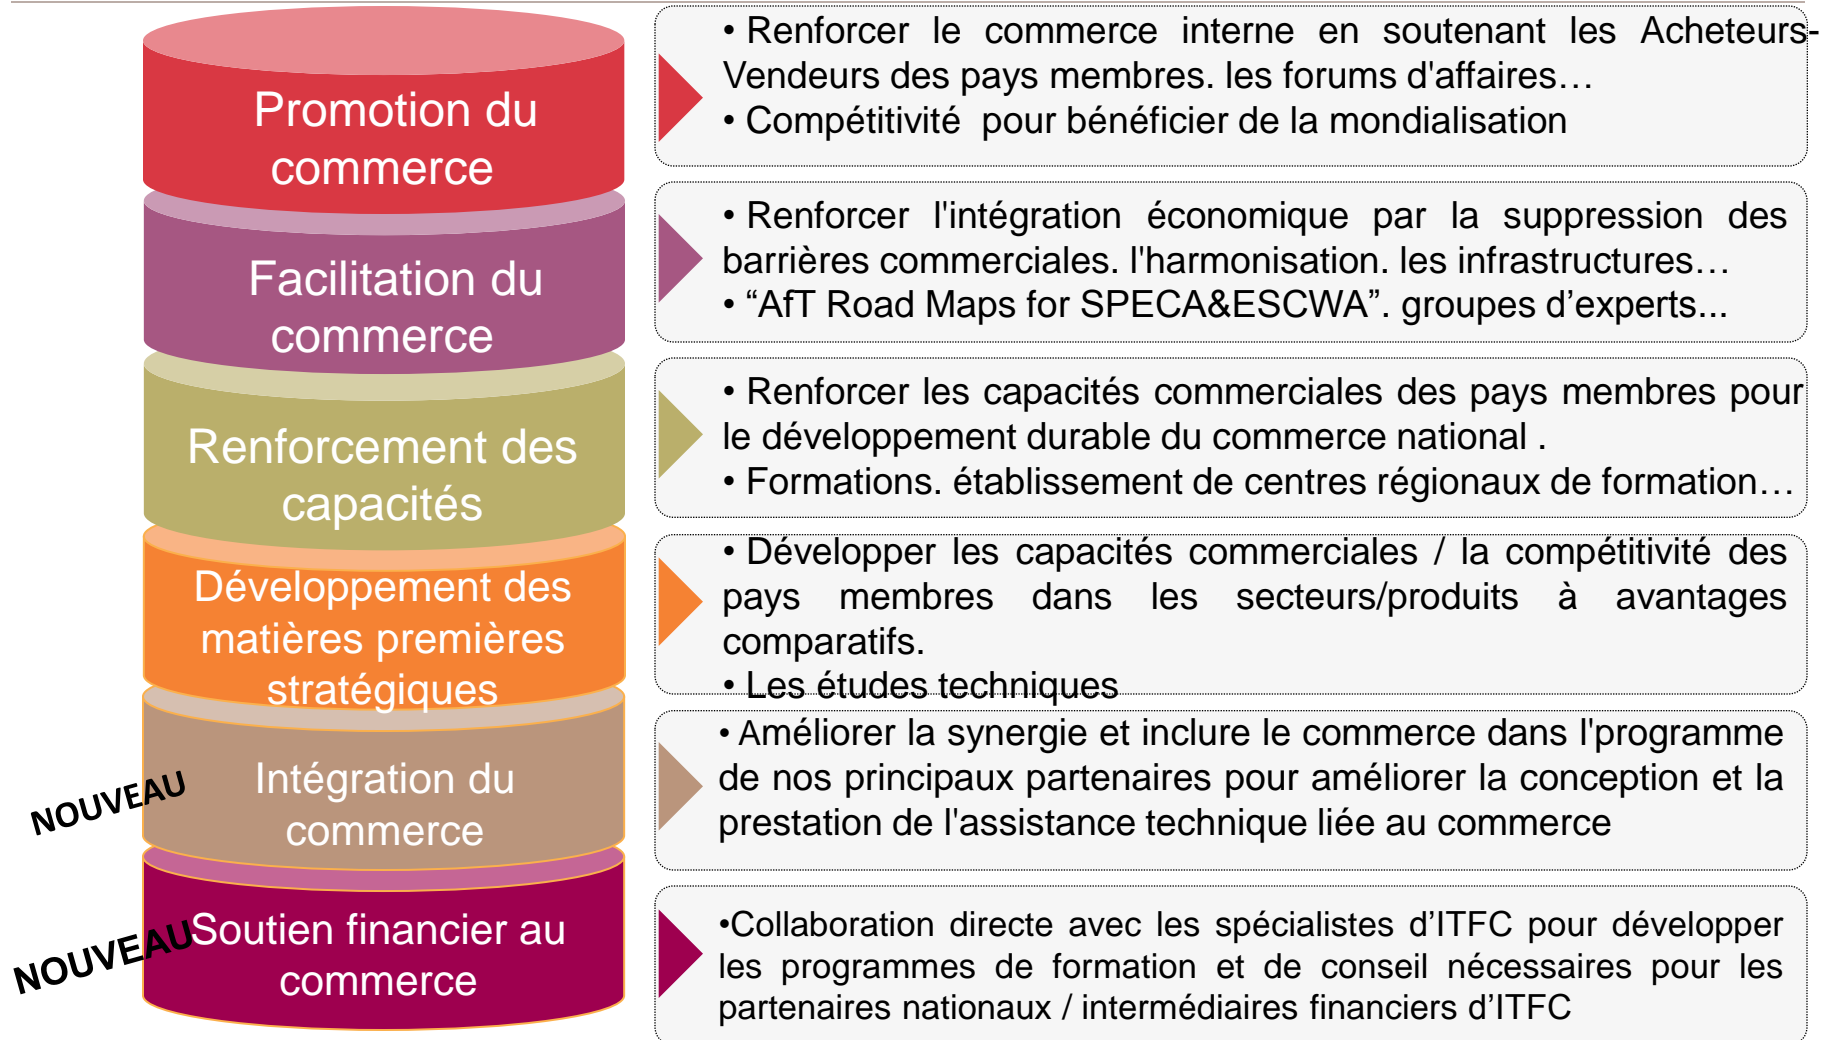 Promotion du
commerce
• Renforcer le commerce interne en soutenant les Acheteurs-
Vendeurs des pays membres. les forums d'affaires…
• Compétitivité pour bénéficier de la mondialisation
Facilitation du
commerce
• Renforcer l'intégration économique par la suppression des
barrières commerciales. l'harmonisation. les infrastructures…
• “AfT Road Maps for SPECA&ESCWA”. groupes d’experts...
Renforcement des
capacités
• Renforcer les capacités commerciales des pays membres pour
le développement durable du commerce national .
• Formations. établissement de centres régionaux de formation…
Développement des
matières premières
stratégiques
• Développer les capacités commerciales / la compétitivité des
pays membres dans les secteurs/produits à avantages
comparatifs.
• Les études techniques
NOUVEAU
Intégration du
commerce
• Améliorer la synergie et inclure le commerce dans l'programme
de nos principaux partenaires pour améliorer la conception et la
prestation de l'assistance technique liée au commerce
NOUVEAU
Soutien financier au
commerce
•Collaboration directe avec les spécialistes d’ITFC pour développer
les programmes de formation et de conseil nécessaires pour les
partenaires nationaux / intermédiaires financiers d’ITFC